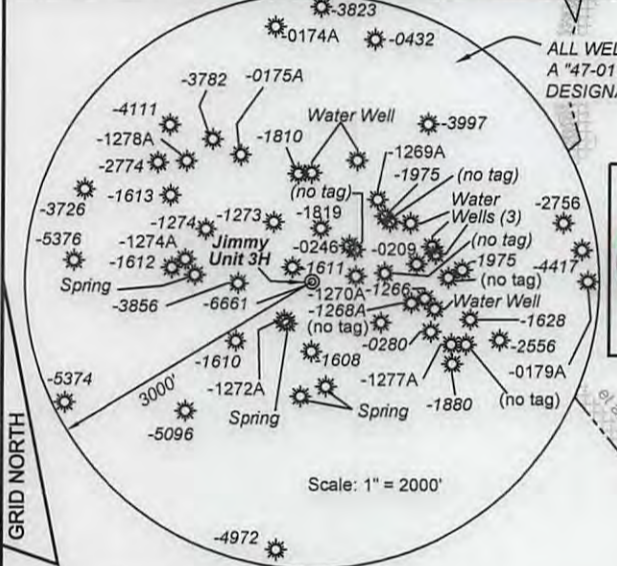 -3823
-0174A
-0432
ALL WEL
A "47-01
DESIGNA
-3782
-0175A
-4111
-1278A
-2774
-1810
Water Well
-3997
-1269A
-1975
(no tag)
(no tag)
-1613
-3726
-1274
-1273
-1819
Water
Wells (3)
-2756
-5376
-1274A
Jimmy
Unit 3H
-0246
-0209
(no tag)
-1975
-4417
-1612
-1611
Spring
-1270A
-1266
(no tag)
-3856
-6661
-1268A
Water Well
(no tag)
-1628
-0280
-2556
-1610
-1608
-1277A
-0179A
-1272A
-5374
3000'
Spring
Spring
-1880
(no tag)
-5096
Scale: 1" = 2000'
GRID NORTH
-4972